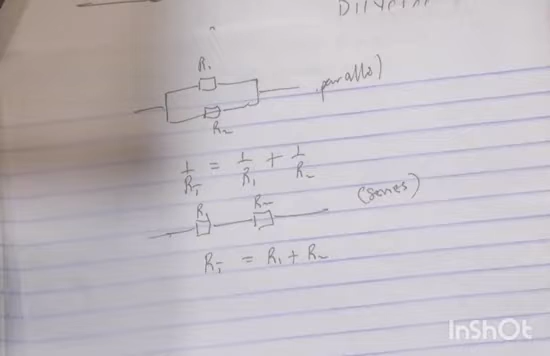 R₁
parallel)
R₂
1/R_T = 1/R₁ + 1/R₂
R₁ R₂ (series)
R_T = R₁ + R₂
InShOt